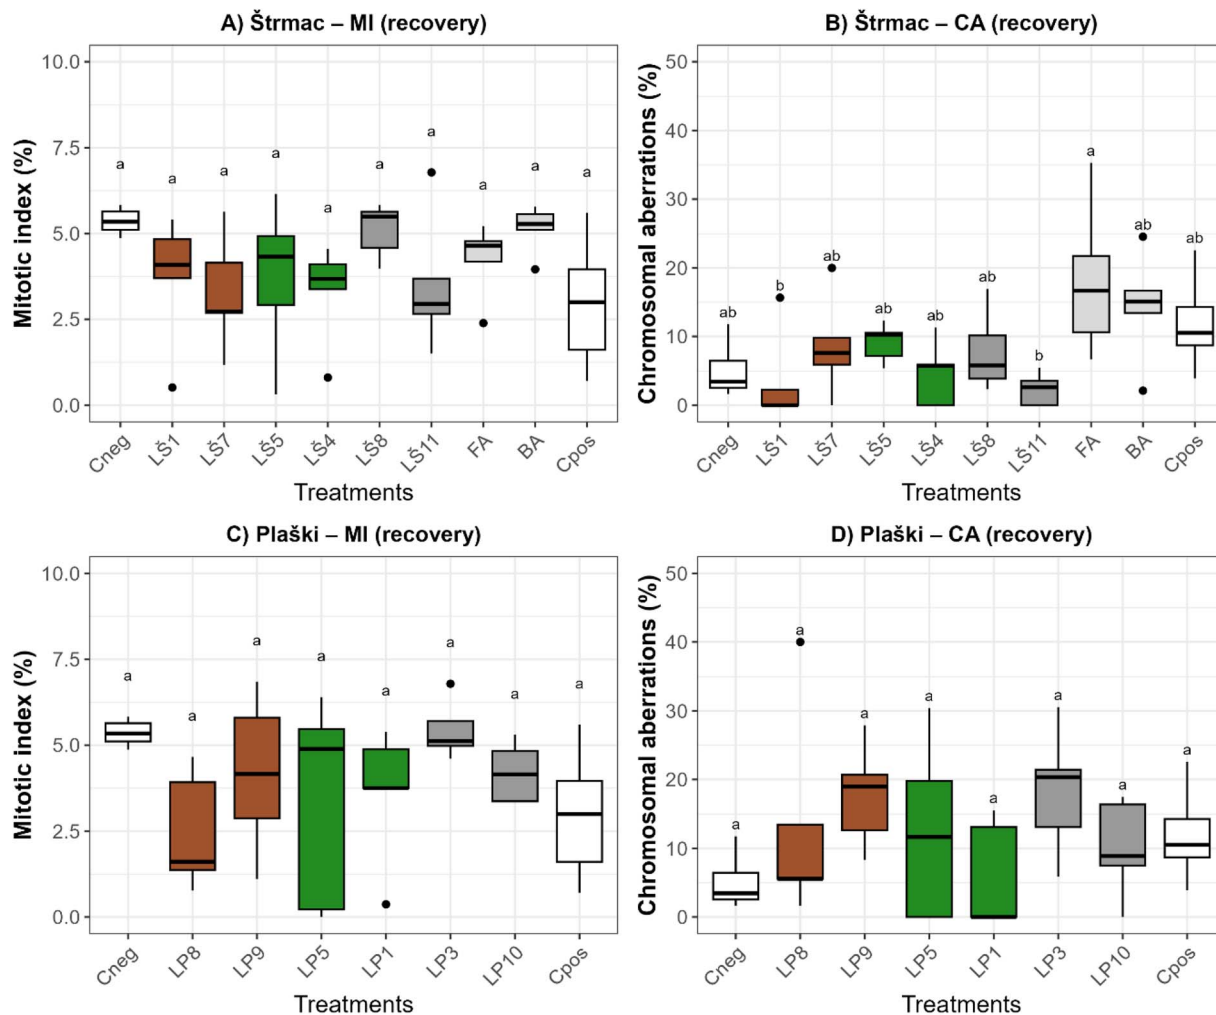 A) Štrmac – MI (recovery)
Mitotic index (%)
10.0
7.5
5.0
2.5
0.0
a a a a a a a a a a
Cneg LŠ1 LŠ7 LŠ5 LŠ4 LŠ8 LŠ11 FA BA Cpos
Treatments
B) Štrmac – CA (recovery)
Chromosomal aberrations (%)
50
40
30
20
10
0
ab b ab ab ab ab b a ab ab
Cneg LŠ1 LŠ7 LŠ5 LŠ4 LŠ8 LŠ11 FA BA Cpos
Treatments
C) Plaški – MI (recovery)
Mitotic index (%)
10.0
7.5
5.0
2.5
0.0
a a a a a a a a
Cneg LP8 LP9 LP5 LP1 LP3 LP10 Cpos
Treatments
D) Plaški – CA (recovery)
Chromosomal aberrations (%)
50
40
30
20
10
0
a a a a a a a a
Cneg LP8 LP9 LP5 LP1 LP3 LP10 Cpos
Treatments